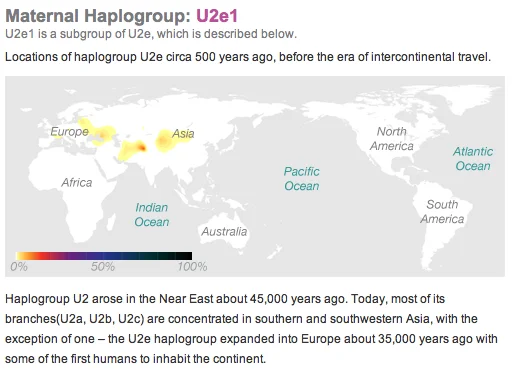 Maternal Haplogroup: U2e1
U2e1 is a subgroup of U2e, which is described below.
Locations of haplogroup U2e circa 500 years ago, before the era of intercontinental travel.
Europe
Asia
North
America
Atlantic
Ocean
Africa
Pacific
Ocean
Indian
Ocean
South
America
Australia
0%
50%
100%
Haplogroup U2 arose in the Near East about 45,000 years ago. Today, most of its
branches(U2a, U2b, U2c) are concentrated in southern and southwestern Asia, with the
exception of one – the U2e haplogroup expanded into Europe about 35,000 years ago with
some of the first humans to inhabit the continent.